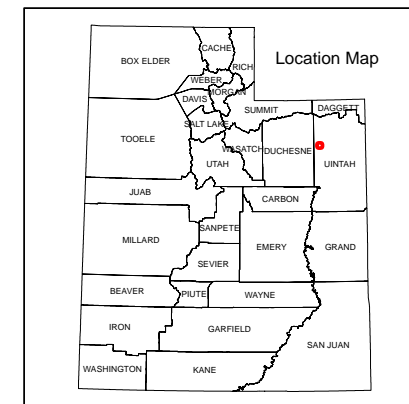 Location Map
BOX ELDER
CACHE
RICH
WEBER
MORGAN
DAVIS
SUMMIT
DAGGETT
SALT LAKE
TOOELE
WASATCH
DUCHESNE
UTAH
UINTAH
JUAB
CARBON
SANPETE
MILLARD
EMERY
GRAND
SEVIER
BEAVER
PIUTE
WAYNE
IRON
GARFIELD
SAN JUAN
WASHINGTON
KANE